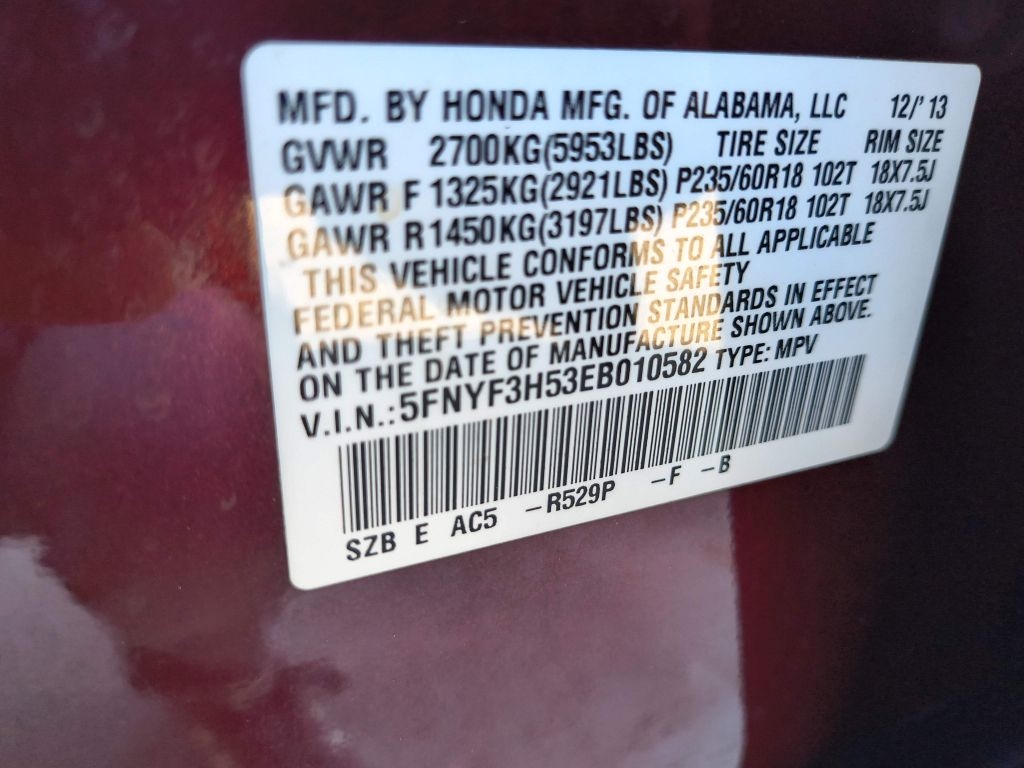 MFD. BY HONDA MFG. OF ALABAMA, LLC 12/'13
GVWR 2700KG(5953LBS) TIRE SIZE RIM SIZE
GAWR F 1325KG(2921LBS) P235/60R18 102T 18X7.5J
GAWR R1450KG(3197LBS) P235/60R18 102T 18X7.5J
THIS VEHICLE CONFORMS TO ALL APPLICABLE
FEDERAL MOTOR VEHICLE SAFETY
AND THEFT PREVENTION STANDARDS IN EFFECT
ON THE DATE OF MANUFACTURE SHOWN ABOVE.
V.I.N.:5FNYF3H53EB010582 TYPE: MPV
SZB E AC5 -R529P -F -B